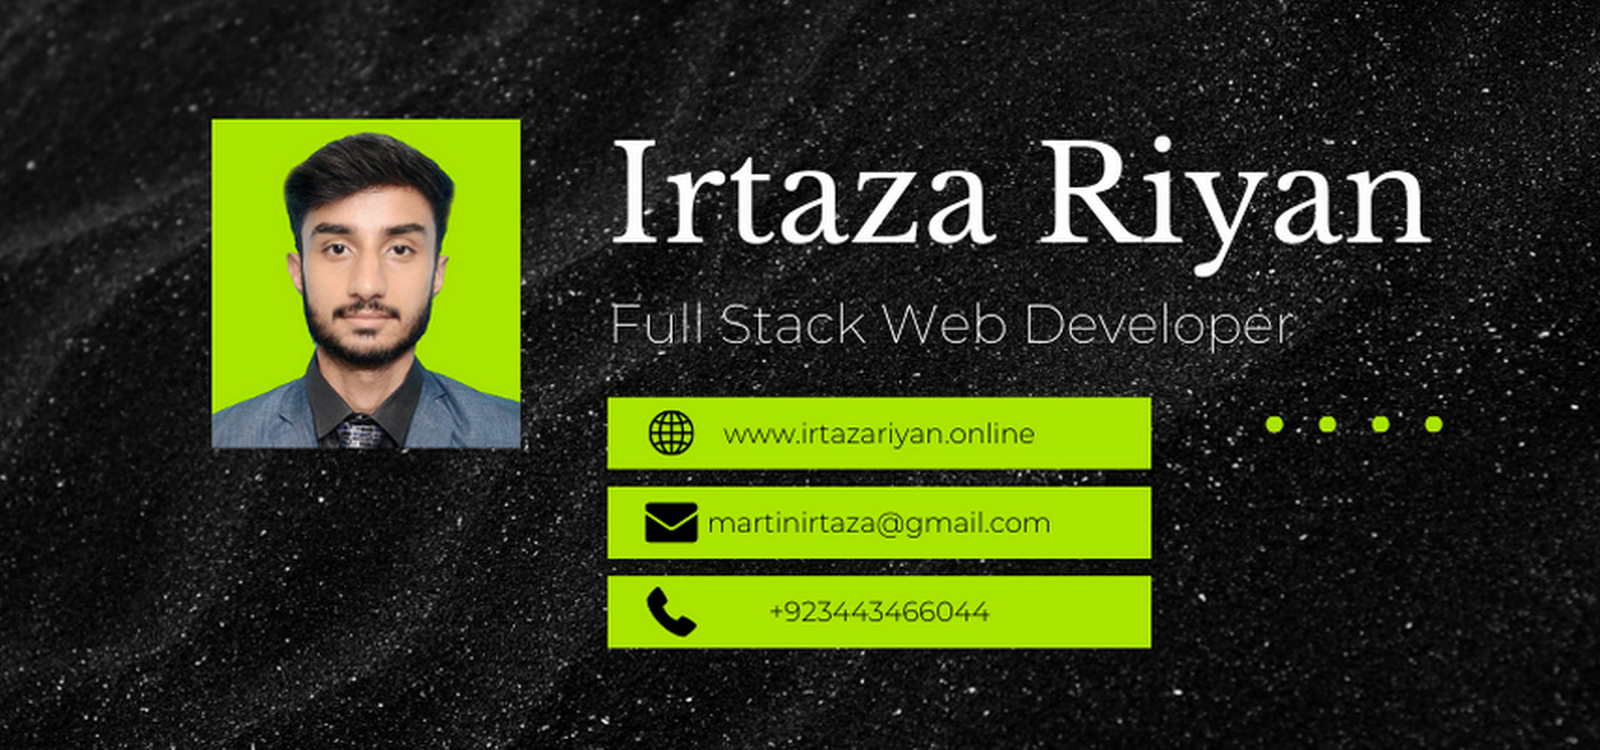 Irtaza Riyan
Full Stack Web Developer
www.irtazariyan.online
martinirtaza@gmail.com
+923443466044